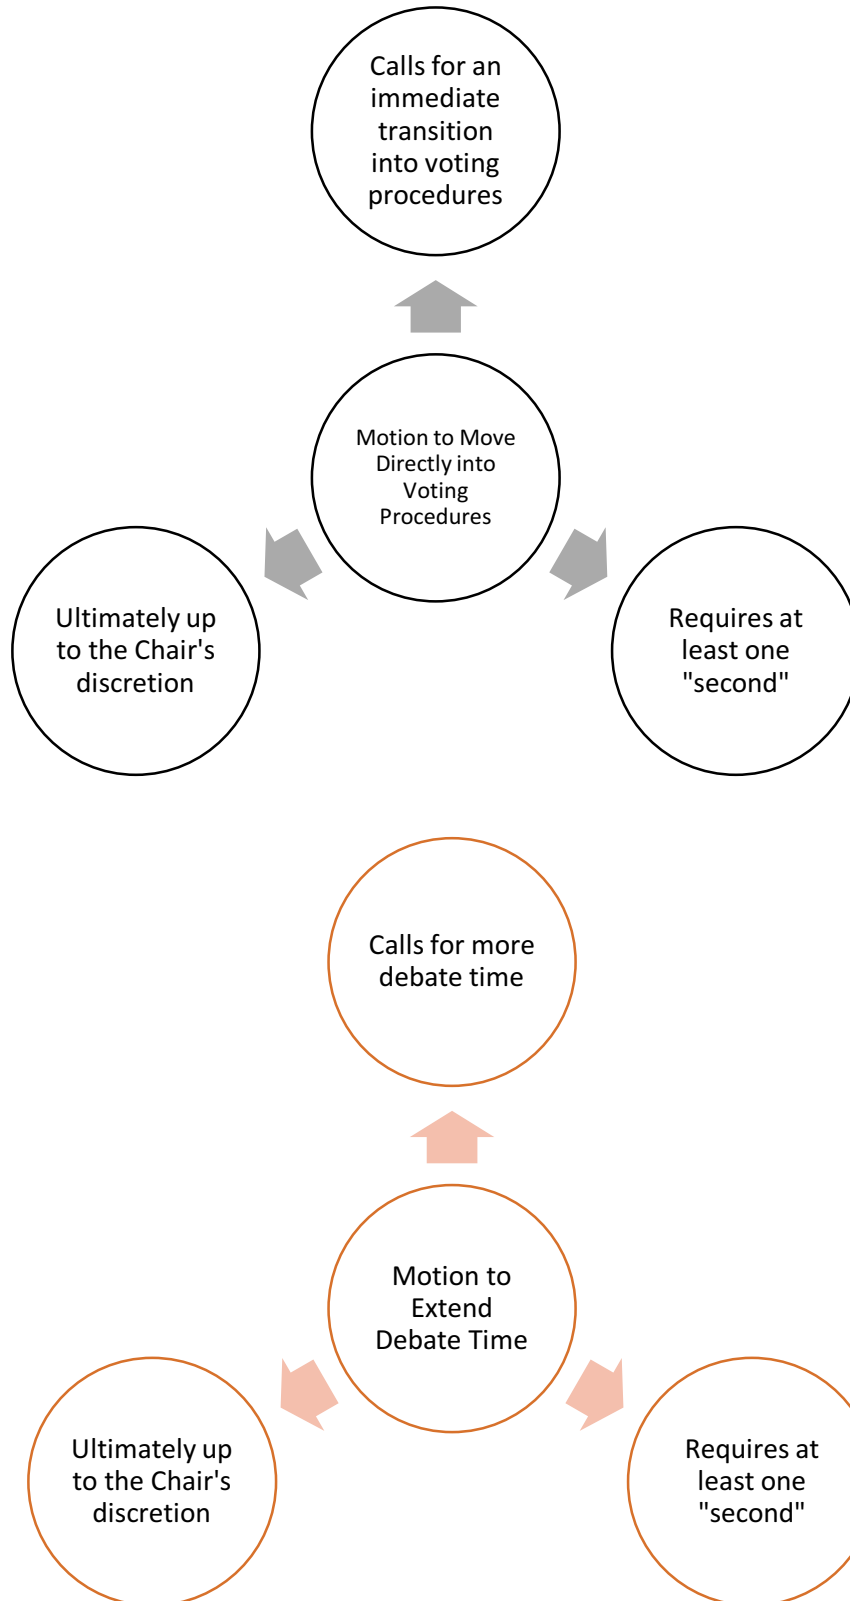 Calls for an
immediate
transition
into voting
procedures
Motion to Move
Directly into
Voting
Procedures
Ultimately up
to the Chair's
discretion
Requires at
least one
"second"
Calls for more
debate time
Motion to
Extend
Debate Time
Ultimately up
to the Chair's
discretion
Requires at
least one
"second"